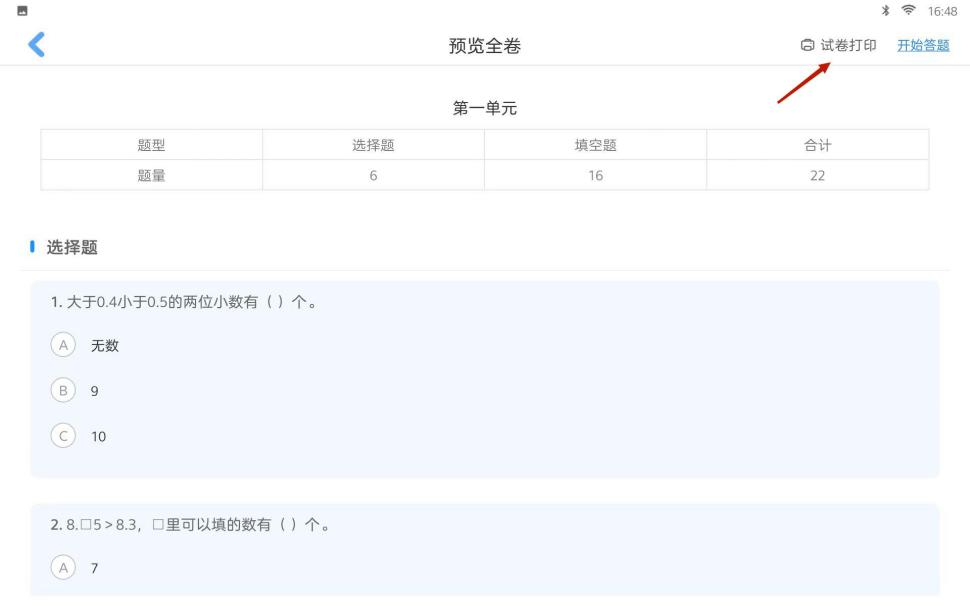 16:48
预览全卷 试卷打印 开始答题
第一单元
题型 选择题 填空题 合计
题量 6 16 22
选择题
1. 大于0.4小于0.5的两位小数有（ ）个。
A 无数
B 9
C 10
2. 8.□5＞8.3，□里可以填的数有（ ）个。
A 7